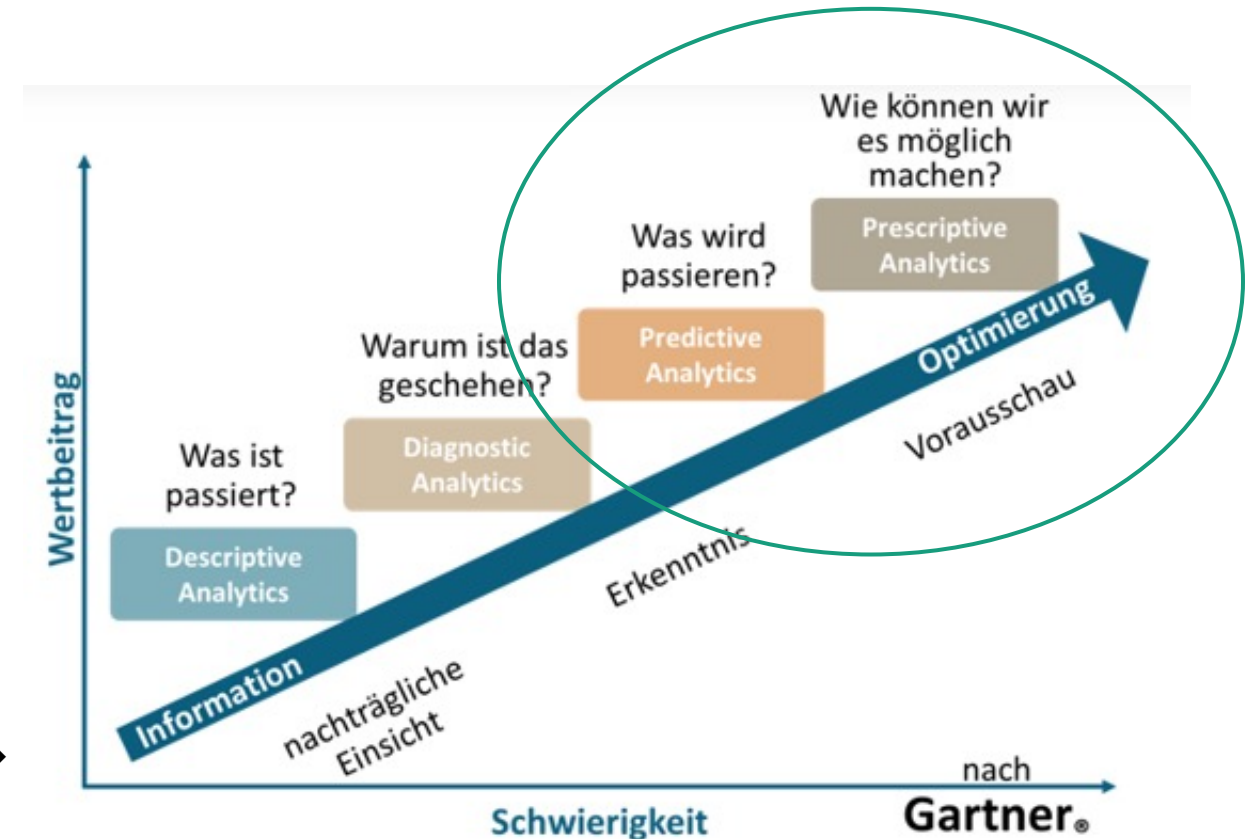 Wie können wir
es möglich
machen?
Prescriptive
Analytics
Was wird
passieren?
Predictive
Analytics
Optimierung
Vorausschau
Warum ist das
geschehen?
Diagnostic
Analytics
Erkenntnis
Was ist
passiert?
Descriptive
Analytics
Information
nachträgliche
Einsicht
Wertbeitrag
Schwierigkeit
nach
Gartner®